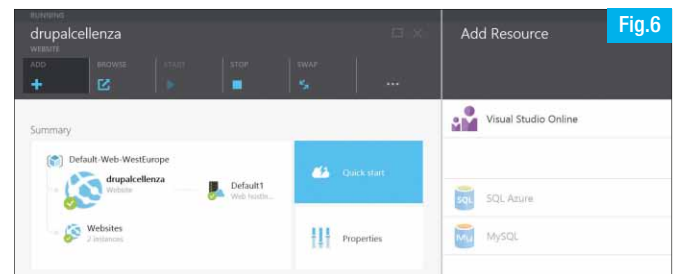 RUNNING
drupalcellenza
WEBSITE
ADD BROWSE START STOP SWAP
...
Add Resource
Fig.6
Visual Studio Online
SQL Azure
MySQL
Summary
Default-Web-WestEurope
drupalcellenza
Website
Default1
Web hostin...
Websites
2 instances
Quick start
Properties